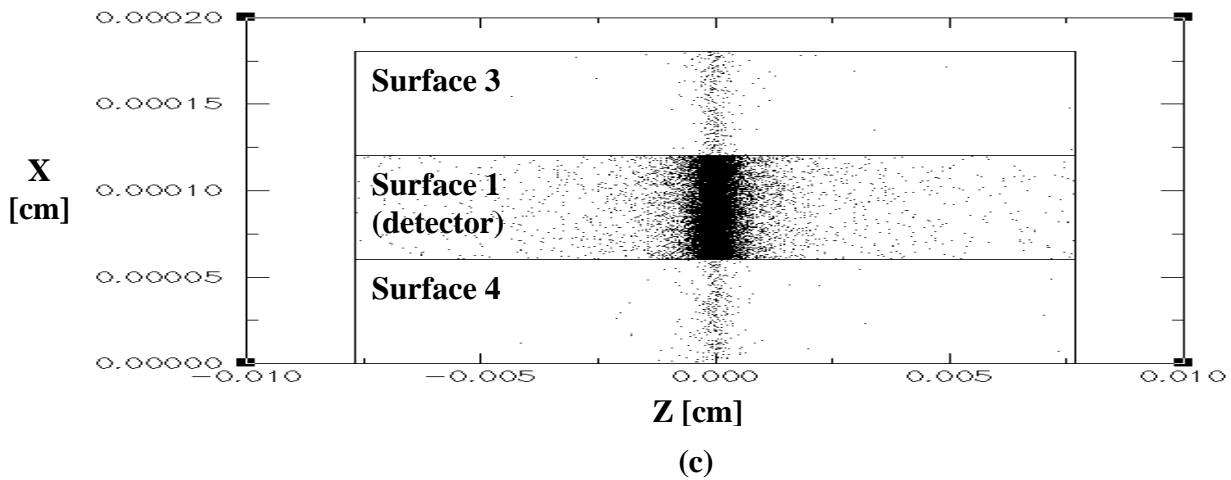 0.00020
Surface 3
0.00015
X
[cm]
0.00010
Surface 1
(detector)
0.00005
Surface 4
0.00000
−0.010
−0.005
0.000
0.005
0.010
Z [cm]
(c)